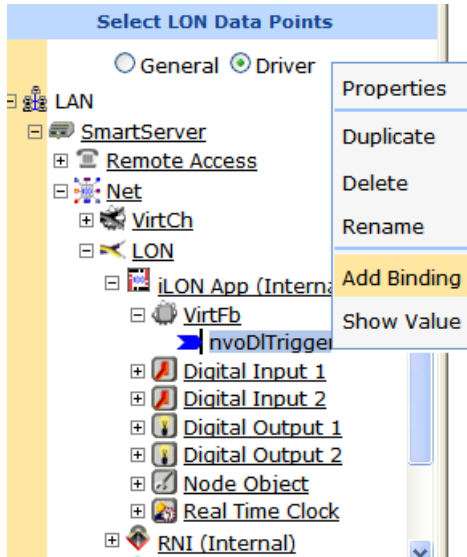 Select LON Data Points
General Driver
Properties
LAN
Duplicate
SmartServer
Remote Access
Delete
Net
Rename
VirtCh
LON
Add Binding
iLON App (Interna
VirtFb
Show Value
nvoDlTrigger
Digital Input 1
Digital Input 2
Digital Output 1
Digital Output 2
Node Object
Real Time Clock
RNI (Internal)